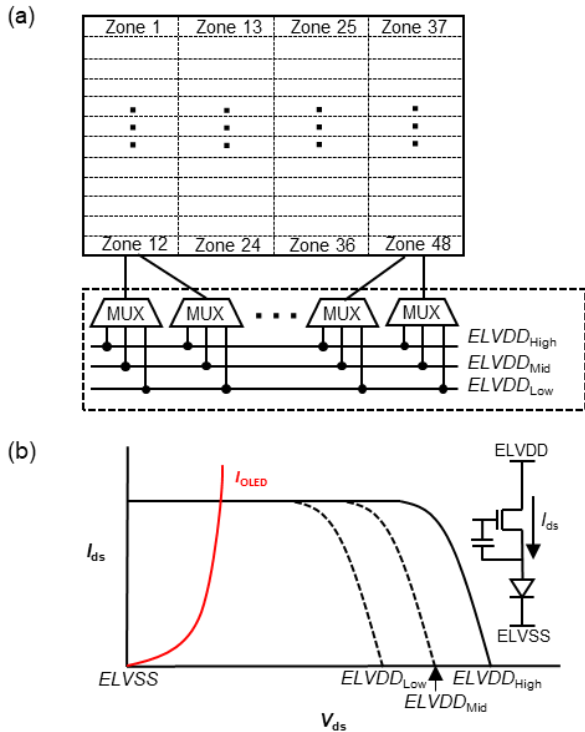 (a)
Zone 1 Zone 13 Zone 25 Zone 37
Zone 12 Zone 24 Zone 36 Zone 48
MUX MUX MUX MUX
ELVDDHigh
ELVDDMid
ELVDDLow
(b)
IOLED
Ids
ELVDD
Ids
ELVSS
ELVSS
ELVDDLow ELVDDHigh
ELVDDMid
Vds